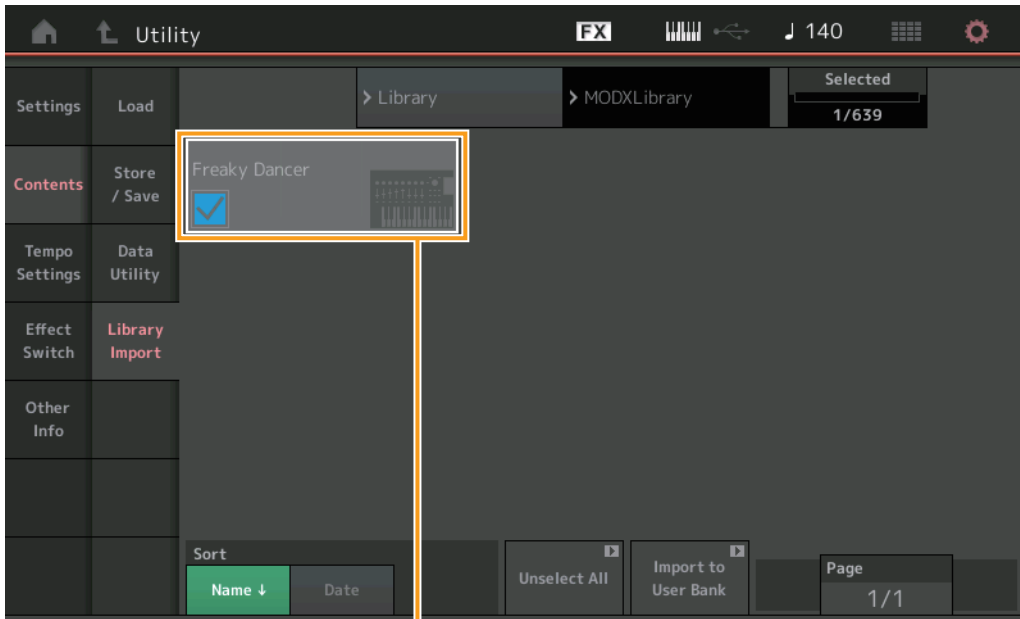 Utility
FX
140
Settings
Load
> Library
> MODXLibrary
Selected
1/639
Contents
Store
/ Save
Freaky Dancer
Tempo
Settings
Data
Utility
Effect
Switch
Library
Import
Other
Info
Sort
Name ↓
Date
Unselect All
Import to
User Bank
Page
1/1